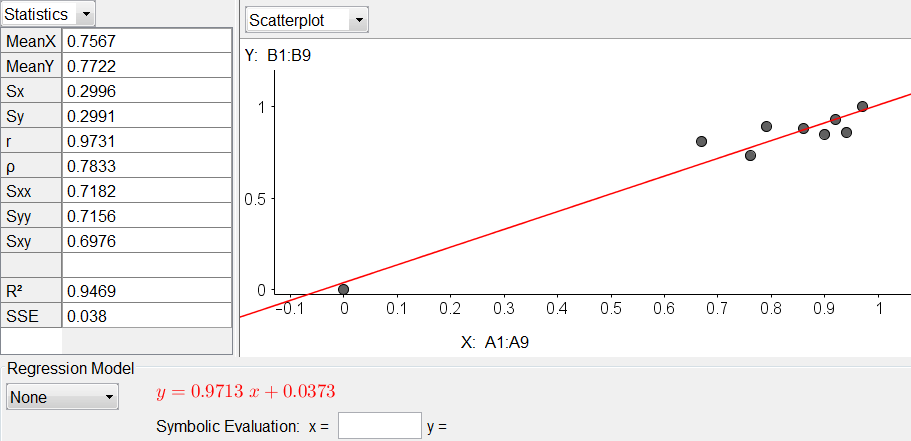 Statistics
MeanX 0.7567
MeanY 0.7722
Sx 0.2996
Sy 0.2991
r 0.9731
ρ 0.7833
Sxx 0.7182
Syy 0.7156
Sxy 0.6976
R² 0.9469
SSE 0.038
Scatterplot
Y: B1:B9
1
0.5
0
−0.1 0 0.1 0.2 0.3 0.4 0.5 0.6 0.7 0.8 0.9 1
X: A1:A9
Regression Model
None
y = 0.9713 x + 0.0373
Symbolic Evaluation: x = y =